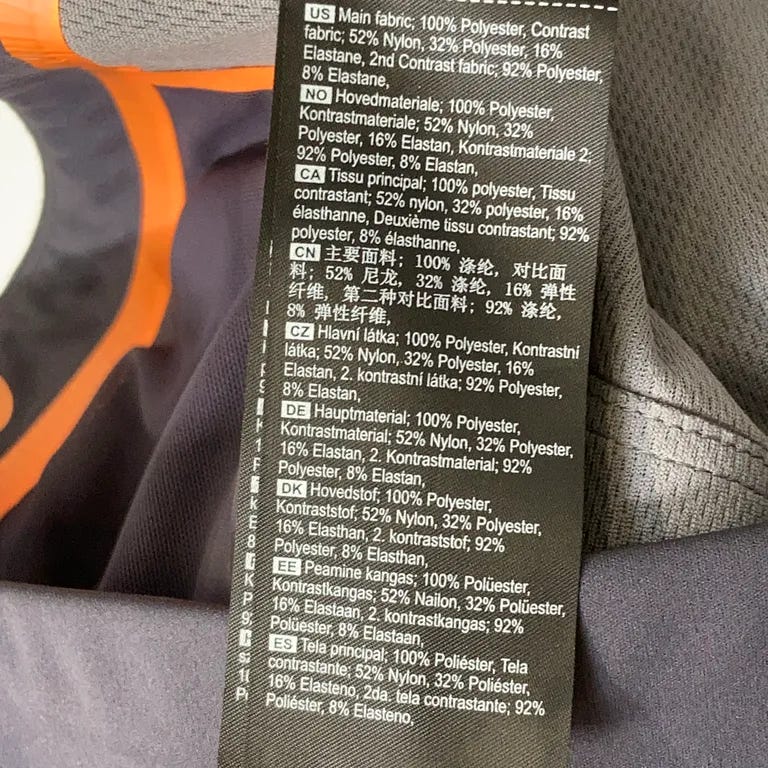 US Main fabric; 100% Polyester, Contrast
fabric; 52% Nylon, 32% Polyester, 16%
Elastane, 2nd Contrast fabric; 92% Polyester,
8% Elastane,
NO Hovedmateriale; 100% Polyester,
Kontrastmateriale; 52% Nylon, 32%
Polyester, 16% Elastan, Kontrastmateriale 2;
92% Polyester, 8% Elastan,
CA Tissu principal; 100% polyester, Tissu
contrastant; 52% nylon, 32% polyester, 16%
élasthanne, Deuxième tissu contrastant; 92%
polyester, 8% élasthanne,
CN 主要面料; 100% 涤纶, 对比面
料; 52% 尼龙, 32% 涤纶, 16% 弹性
纤维, 第二种对比面料; 92% 涤纶,
8% 弹性纤维,
CZ Hlavní látka; 100% Polyester, Kontrastní
látka; 52% Nylon, 32% Polyester, 16%
Elastan, 2. kontrastní látka; 92% Polyester,
8% Elastan,
DE Hauptmaterial; 100% Polyester,
Kontrastmaterial; 52% Nylon, 32% Polyester,
16% Elastan, 2. Kontrastmaterial; 92%
Polyester, 8% Elastan,
DK Hovedstof; 100% Polyester,
Kontraststof; 52% Nylon, 32% Polyester,
16% Elasthan, 2. kontraststof; 92%
Polyester, 8% Elasthan,
EE Peamine kangas; 100% Polüester,
Kontrastkangas; 52% Nailon, 32% Polüester,
16% Elastaan, 2. kontrastkangas; 92%
Polüester, 8% Elastaan,
ES Tela principal; 100% Poliéster, Tela
contrastante; 52% Nylon, 32% Poliéster,
16% Elasteno, 2da. tela contrastante; 92%
Poliéster, 8% Elasteno,